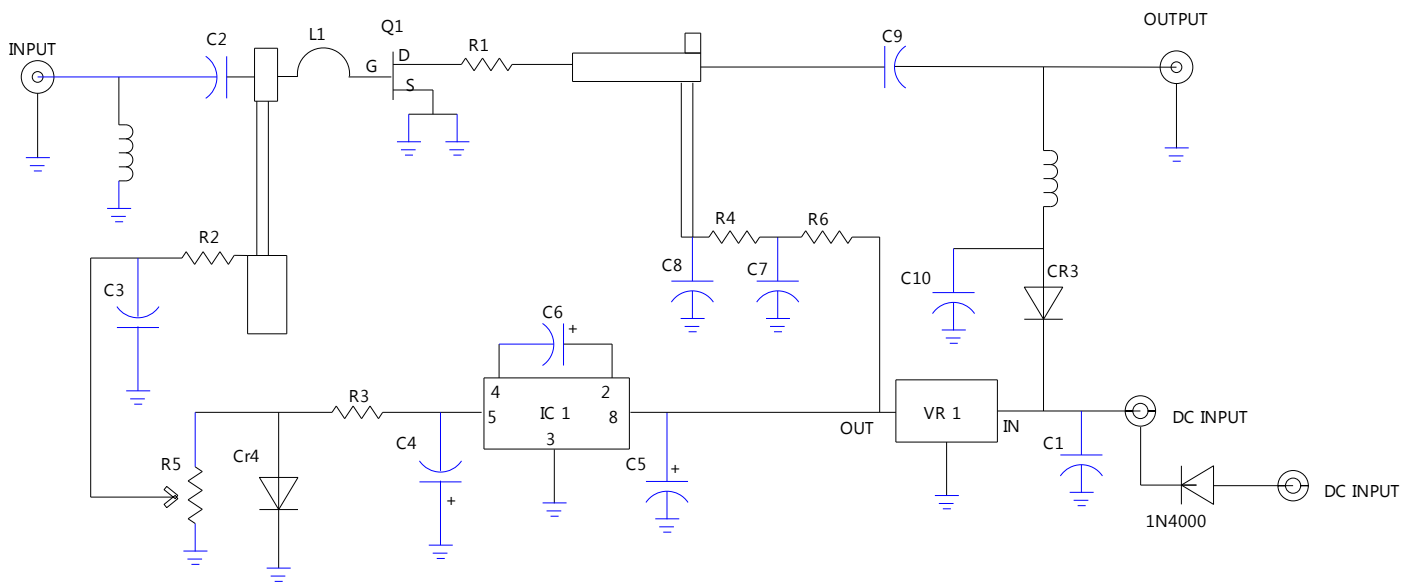 INPUT
C2
L1
Q1
G
D
S
R1
C9
OUTPUT
R2
C3
R4
R6
C8
C7
C10
CR3
C6
+
4
2
5
IC 1
8
3
R3
C4
+
R5
Cr4
C5
+
OUT
VR 1
IN
C1
DC INPUT
DC INPUT
1N4000